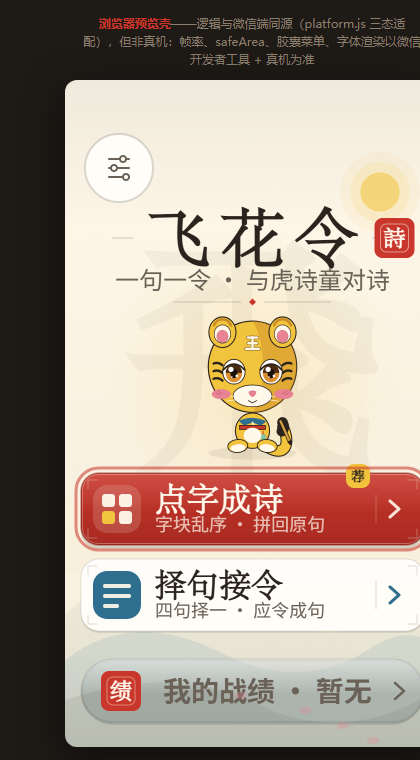 浏览器预览壳——逻辑与微信端同源（platform.js 三态适
配），但非真机：帧率、safeArea、胶囊菜单、字体渲染以微信
开发者工具 + 真机为准
飞花令
詩
一句一令 · 与虎诗童对诗
飛
王
荐
点字成诗
字块乱序 · 拼回原句
择句接令
四句择一 · 应令成句
绩
我的战绩 · 暂无